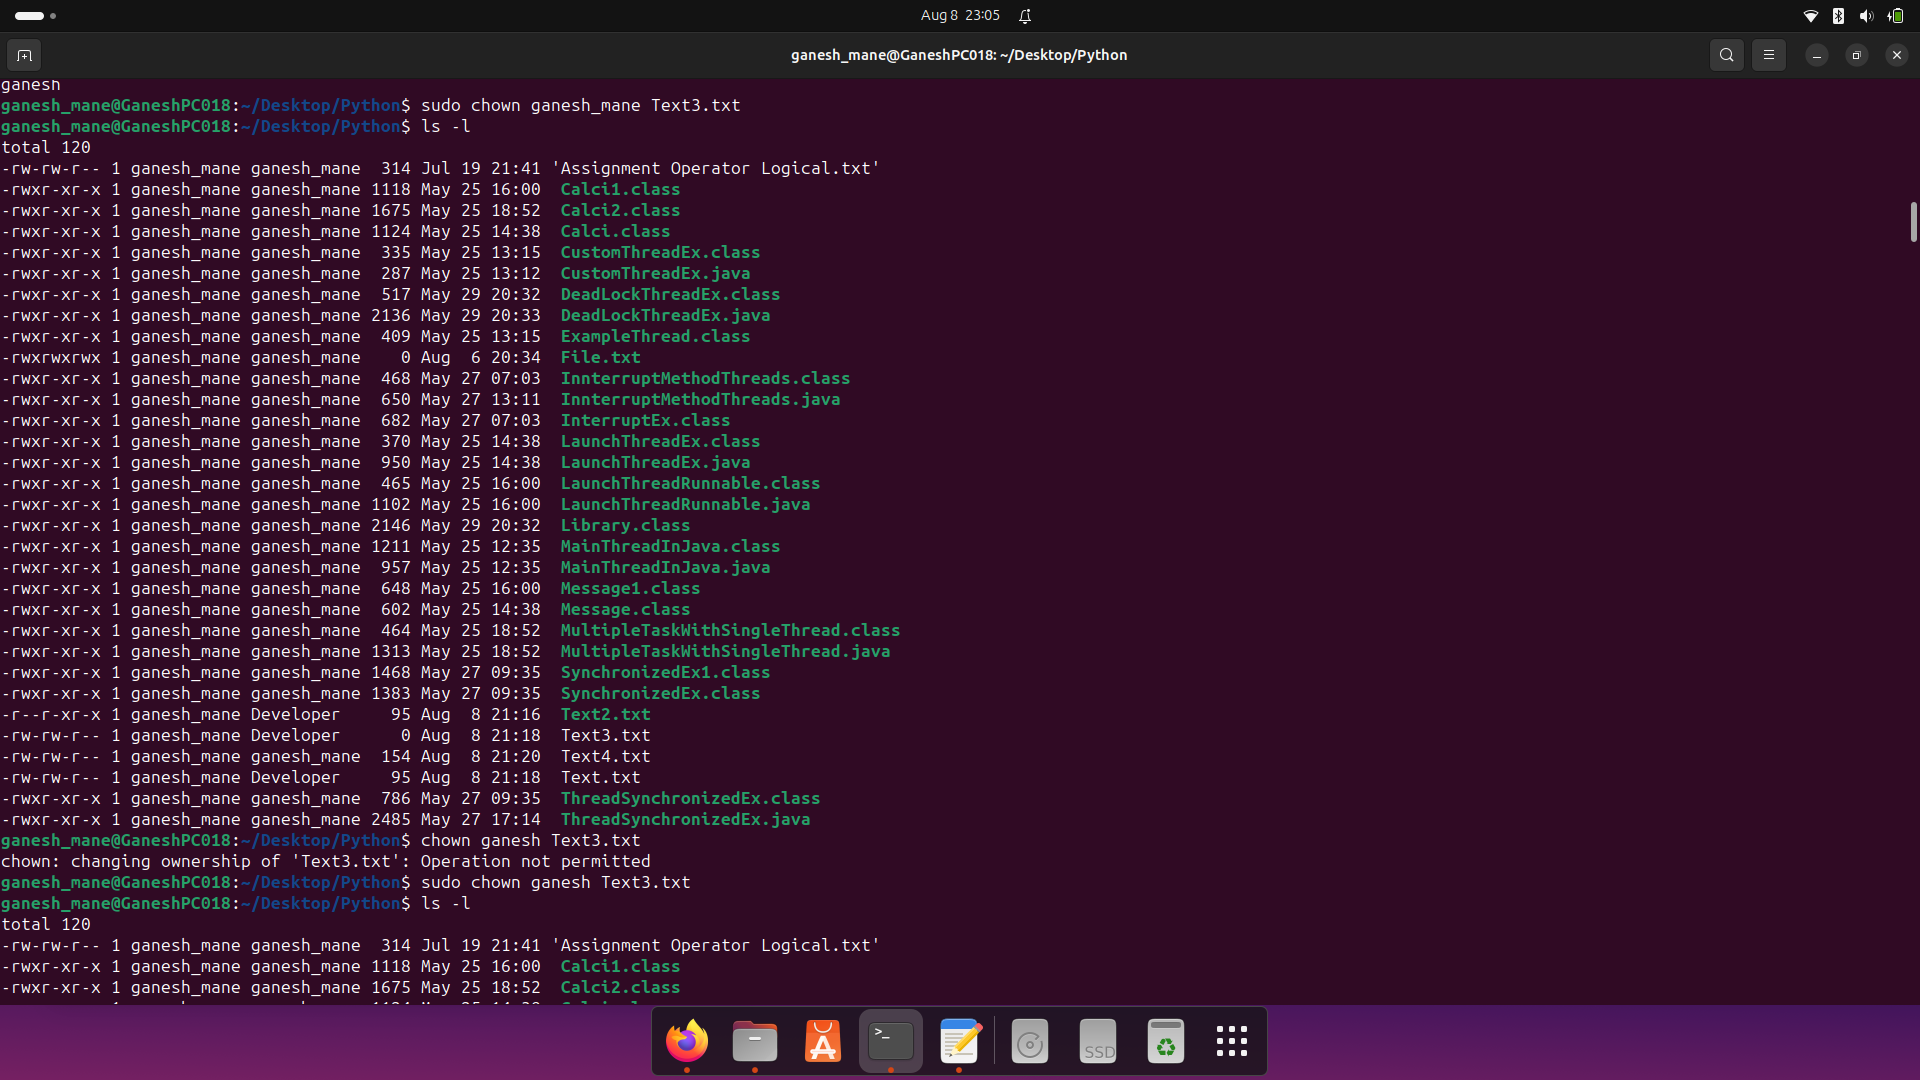 Aug 8 23:05
ganesh_mane@GaneshPC018: ~/Desktop/Python
ganesh
ganesh_mane@GaneshPC018:~/Desktop/Python$ sudo chown ganesh_mane Text3.txt
ganesh_mane@GaneshPC018:~/Desktop/Python$ ls -l
total 120
-rw-rw-r-- 1 ganesh_mane ganesh_mane  314 Jul 19 21:41 'Assignment Operator Logical.txt'
-rwxr-xr-x 1 ganesh_mane ganesh_mane 1118 May 25 16:00  Calci1.class
-rwxr-xr-x 1 ganesh_mane ganesh_mane 1675 May 25 18:52  Calci2.class
-rwxr-xr-x 1 ganesh_mane ganesh_mane 1124 May 25 14:38  Calci.class
-rwxr-xr-x 1 ganesh_mane ganesh_mane  335 May 25 13:15  CustomThreadEx.class
-rwxr-xr-x 1 ganesh_mane ganesh_mane  287 May 25 13:12  CustomThreadEx.java
-rwxr-xr-x 1 ganesh_mane ganesh_mane  517 May 29 20:32  DeadLockThreadEx.class
-rwxr-xr-x 1 ganesh_mane ganesh_mane 2136 May 29 20:33  DeadLockThreadEx.java
-rwxr-xr-x 1 ganesh_mane ganesh_mane  409 May 25 13:15  ExampleThread.class
-rwxrwxrwx 1 ganesh_mane ganesh_mane    0 Aug  6 20:34  File.txt
-rwxr-xr-x 1 ganesh_mane ganesh_mane  468 May 27 07:03  InnterruptMethodThreads.class
-rwxr-xr-x 1 ganesh_mane ganesh_mane  650 May 27 13:11  InnterruptMethodThreads.java
-rwxr-xr-x 1 ganesh_mane ganesh_mane  682 May 27 07:03  InterruptEx.class
-rwxr-xr-x 1 ganesh_mane ganesh_mane  370 May 25 14:38  LaunchThreadEx.class
-rwxr-xr-x 1 ganesh_mane ganesh_mane  950 May 25 14:38  LaunchThreadEx.java
-rwxr-xr-x 1 ganesh_mane ganesh_mane  465 May 25 16:00  LaunchThreadRunnable.class
-rwxr-xr-x 1 ganesh_mane ganesh_mane 1102 May 25 16:00  LaunchThreadRunnable.java
-rwxr-xr-x 1 ganesh_mane ganesh_mane 2146 May 29 20:32  Library.class
-rwxr-xr-x 1 ganesh_mane ganesh_mane 1211 May 25 12:35  MainThreadInJava.class
-rwxr-xr-x 1 ganesh_mane ganesh_mane  957 May 25 12:35  MainThreadInJava.java
-rwxr-xr-x 1 ganesh_mane ganesh_mane  648 May 25 16:00  Message1.class
-rwxr-xr-x 1 ganesh_mane ganesh_mane  602 May 25 14:38  Message.class
-rwxr-xr-x 1 ganesh_mane ganesh_mane  464 May 25 18:52  MultipleTaskWithSingleThread.class
-rwxr-xr-x 1 ganesh_mane ganesh_mane 1313 May 25 18:52  MultipleTaskWithSingleThread.java
-rwxr-xr-x 1 ganesh_mane ganesh_mane 1468 May 27 09:35  SynchronizedEx1.class
-rwxr-xr-x 1 ganesh_mane ganesh_mane 1383 May 27 09:35  SynchronizedEx.class
-r--r-xr-x 1 ganesh_mane Developer     95 Aug  8 21:16  Text2.txt
-rw-rw-r-- 1 ganesh_mane Developer      0 Aug  8 21:18  Text3.txt
-rw-rw-r-- 1 ganesh_mane ganesh_mane  154 Aug  8 21:20  Text4.txt
-rw-rw-r-- 1 ganesh_mane Developer     95 Aug  8 21:18  Text.txt
-rwxr-xr-x 1 ganesh_mane ganesh_mane  786 May 27 09:35  ThreadSynchronizedEx.class
-rwxr-xr-x 1 ganesh_mane ganesh_mane 2485 May 27 17:14  ThreadSynchronizedEx.java
ganesh_mane@GaneshPC018:~/Desktop/Python$ chown ganesh Text3.txt
chown: changing ownership of 'Text3.txt': Operation not permitted
ganesh_mane@GaneshPC018:~/Desktop/Python$ sudo chown ganesh Text3.txt
ganesh_mane@GaneshPC018:~/Desktop/Python$ ls -l
total 120
-rw-rw-r-- 1 ganesh_mane ganesh_mane  314 Jul 19 21:41 'Assignment Operator Logical.txt'
-rwxr-xr-x 1 ganesh_mane ganesh_mane 1118 May 25 16:00  Calci1.class
-rwxr-xr-x 1 ganesh_mane ganesh_mane 1675 May 25 18:52  Calci2.class
>_
SSD